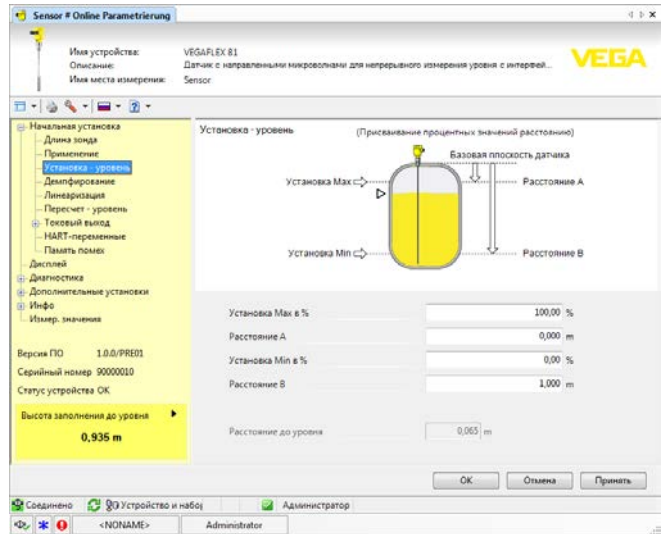 Sensor # Online Parametrierung
Имя устройства: VEGAFLEX 81
Описание: Датчик с направленными микроволнами для непрерывного измерения уровня с интерфей...
Имя места измерения: Sensor
VEGA
Начальная установка
Длина зонда
Применение
Установка - уровень
Демпфирование
Линеаризация
Пересчет - уровень
Токовый выход
HART-переменные
Память помех
Дисплей
Диагностика
Дополнительные установки
Инфо
Измер. значения
Версия ПО 1.0.0/PRE01
Серийный номер 90000010
Статус устройства OK
Высота заполнения до уровня
0,935 m
Установка - уровень (Присваивание процентных значений расстоянию)
Базовая плоскость датчика
Установка Max
Расстояние A
Установка Min
Расстояние B
Установка Max в % 100,00 %
Расстояние A 0,000 m
Установка Min в % 0,00 %
Расстояние B 1,000 m
Расстояние до уровня 0,065 m
OK Отмена Принять
Соединено Устройство и набој Администратор
<NONAME> Administrator